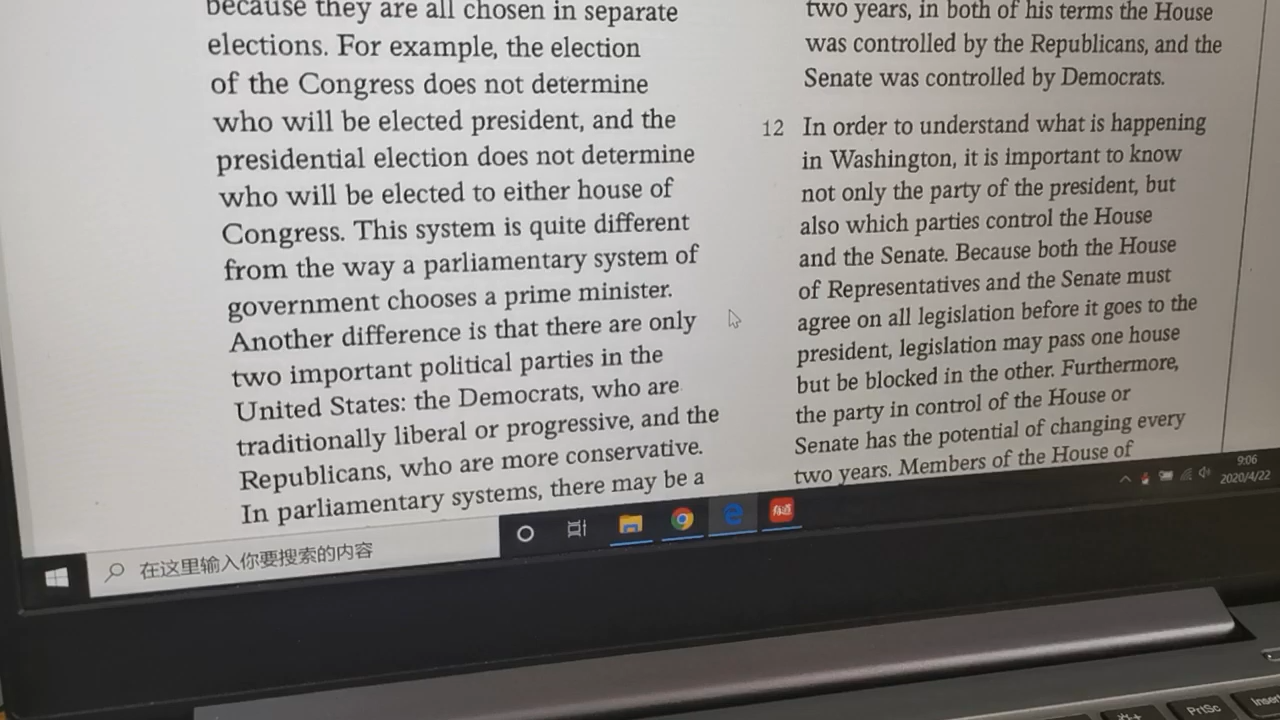 because they are all chosen in separate
elections. For example, the election
of the Congress does not determine
who will be elected president, and the
presidential election does not determine
who will be elected to either house of
Congress. This system is quite different
from the way a parliamentary system of
government chooses a prime minister.
Another difference is that there are only
two important political parties in the
United States: the Democrats, who are
traditionally liberal or progressive, and the
Republicans, who are more conservative.
In parliamentary systems, there may be a
two years, in both of his terms the House
was controlled by the Republicans, and the
Senate was controlled by Democrats.
12 In order to understand what is happening
in Washington, it is important to know
not only the party of the president, but
also which parties control the House
and the Senate. Because both the House
of Representatives and the Senate must
agree on all legislation before it goes to the
president, legislation may pass one house
but be blocked in the other. Furthermore,
the party in control of the House or
Senate has the potential of changing every
two years. Members of the House of
在这里输入你要搜索的内容
有道
9:06
2020/4/22
PrtSc
Insert